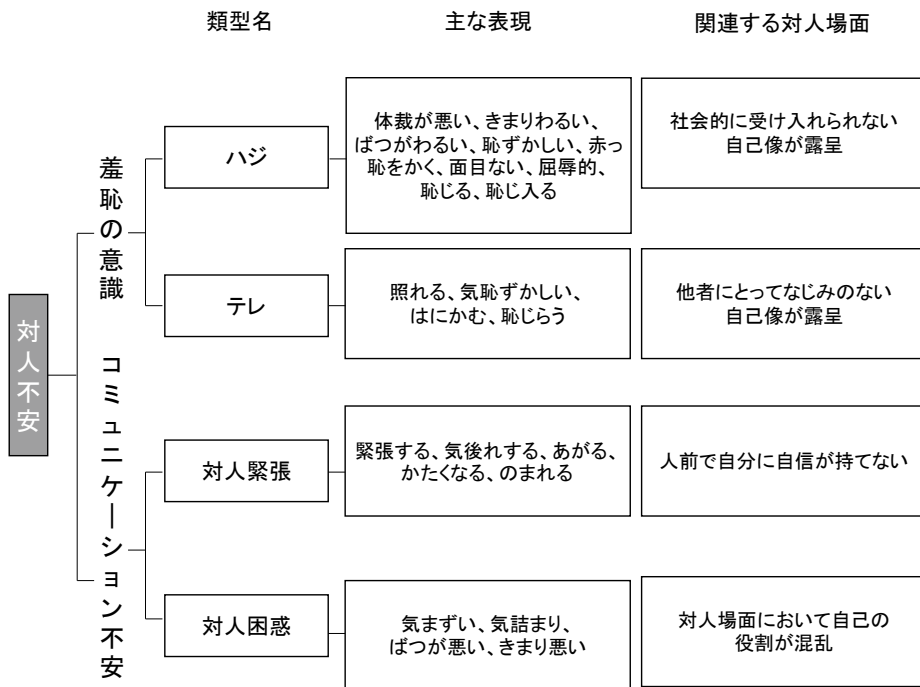 類型名
主な表現
関連する対人場面
対人不安
羞恥の意識
ハジ
体裁が悪い、きまりわるい、
ばつがわるい、恥ずかしい、赤っ
恥をかく、面目ない、屈辱的、
恥じる、恥じ入る
社会的に受け入れられない
自己像が露呈
テレ
照れる、気恥ずかしい、
はにかむ、恥じらう
他者にとってなじみのない
自己像が露呈
コミュニケーション不安
対人緊張
緊張する、気後れする、あがる、
かたくなる、のまれる
人前で自分に自信が持てない
対人困惑
気まずい、気詰まり、
ばつが悪い、きまり悪い
対人場面において自己の
役割が混乱